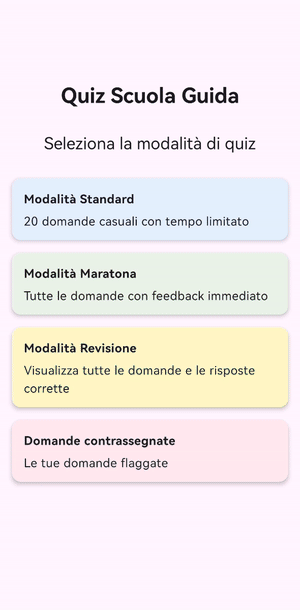 Quiz Scuola Guida
Seleziona la modalità di quiz
Modalità Standard
20 domande casuali con tempo limitato
Modalità Maratona
Tutte le domande con feedback immediato
Modalità Revisione
Visualizza tutte le domande e le risposte
corrette
Domande contrassegnate
Le tue domande flaggate